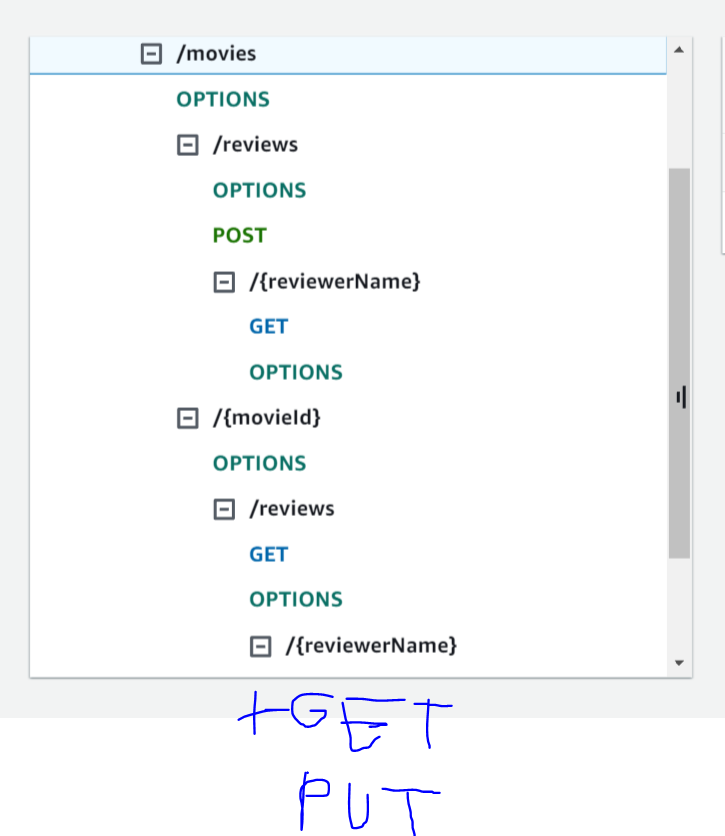 /movies
OPTIONS
/reviews
OPTIONS
POST
/{reviewerName}
GET
OPTIONS
/{movieId}
OPTIONS
/reviews
GET
OPTIONS
/{reviewerName}
+GET
PUT